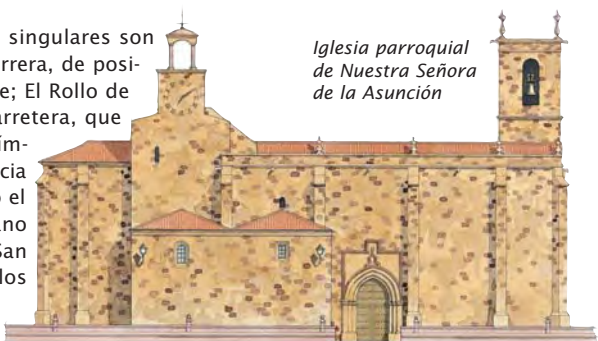 singulares son
rrera, de posi-
e; El Rollo de
arretera, que
ím-
cia
o el
ano
San
los
Iglesia parroquial
de Nuestra Señora
de la Asunción